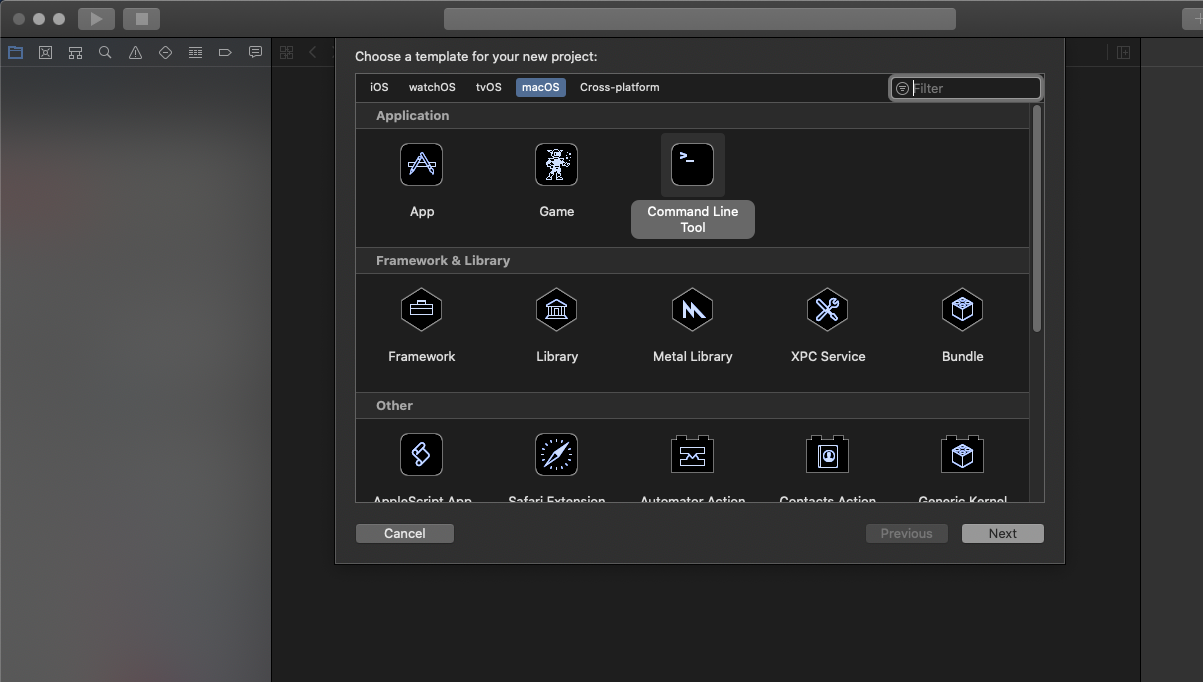 Choose a template for your new project:
iOS watchOS tvOS macOS Cross-platform Filter
Application
App Game Command Line
Tool
Framework & Library
Framework Library Metal Library XPC Service Bundle
Other
AppleScript App Safari Extension Automator Action Contacts Action Generic Kernel
Cancel Previous Next